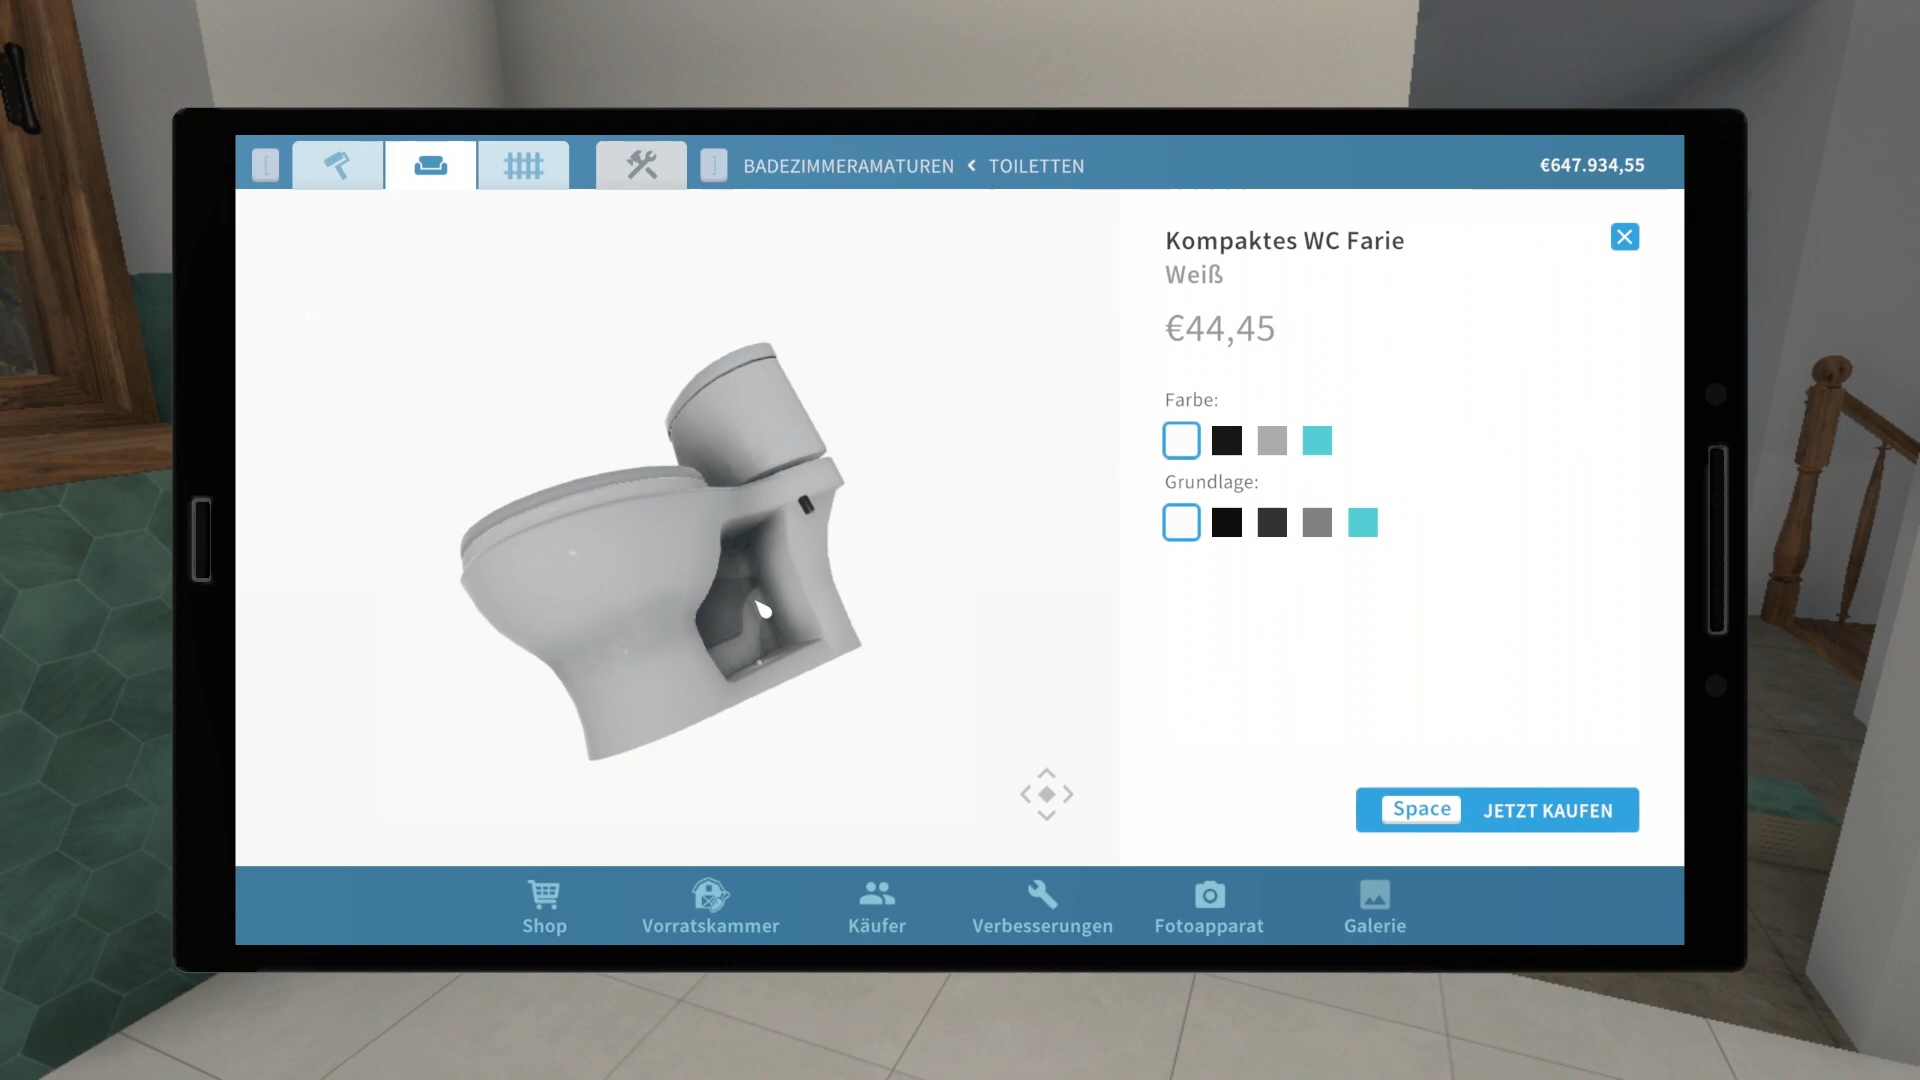 [
]
BADEZIMMERAMATUREN < TOILETTEN
€647.934,55
Kompaktes WC Farie
Weiß
€44,45
Farbe:
Grundlage:
Space JETZT KAUFEN
Shop
Vorratskammer
Käufer
Verbesserungen
Fotoapparat
Galerie